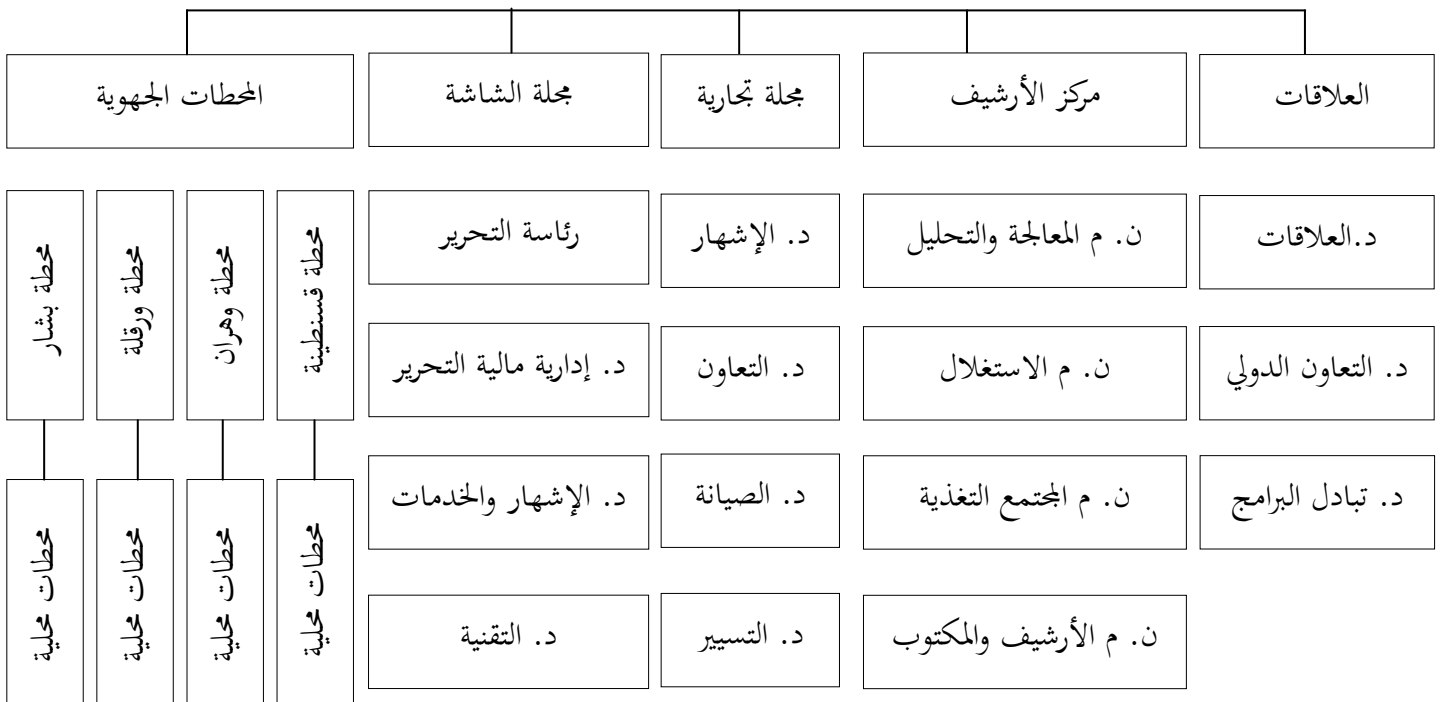 العلاقات
مركز الأرشيف
مجلة تجارية
مجلة الشاشة
المحطات الجهوية
د.العلاقات
ن. م المعالجة والتحليل
د. الإشهار
رئاسة التحرير
محطة قسنطينة
محطة وهران
محطة ورقلة
محطة بشار
د. التعاون الدولي
ن. م الاستغلال
د. التعاون
د. إدارية مالية التحرير
د. تبادل البرامج
ن. م المجتمع التغذية
د. الصيانة
د. الإشهار والخدمات
محطات محلية
محطات محلية
محطات محلية
محطات محلية
ن. م الأرشيف والمكتوب
د. التسيير
د. التقنية